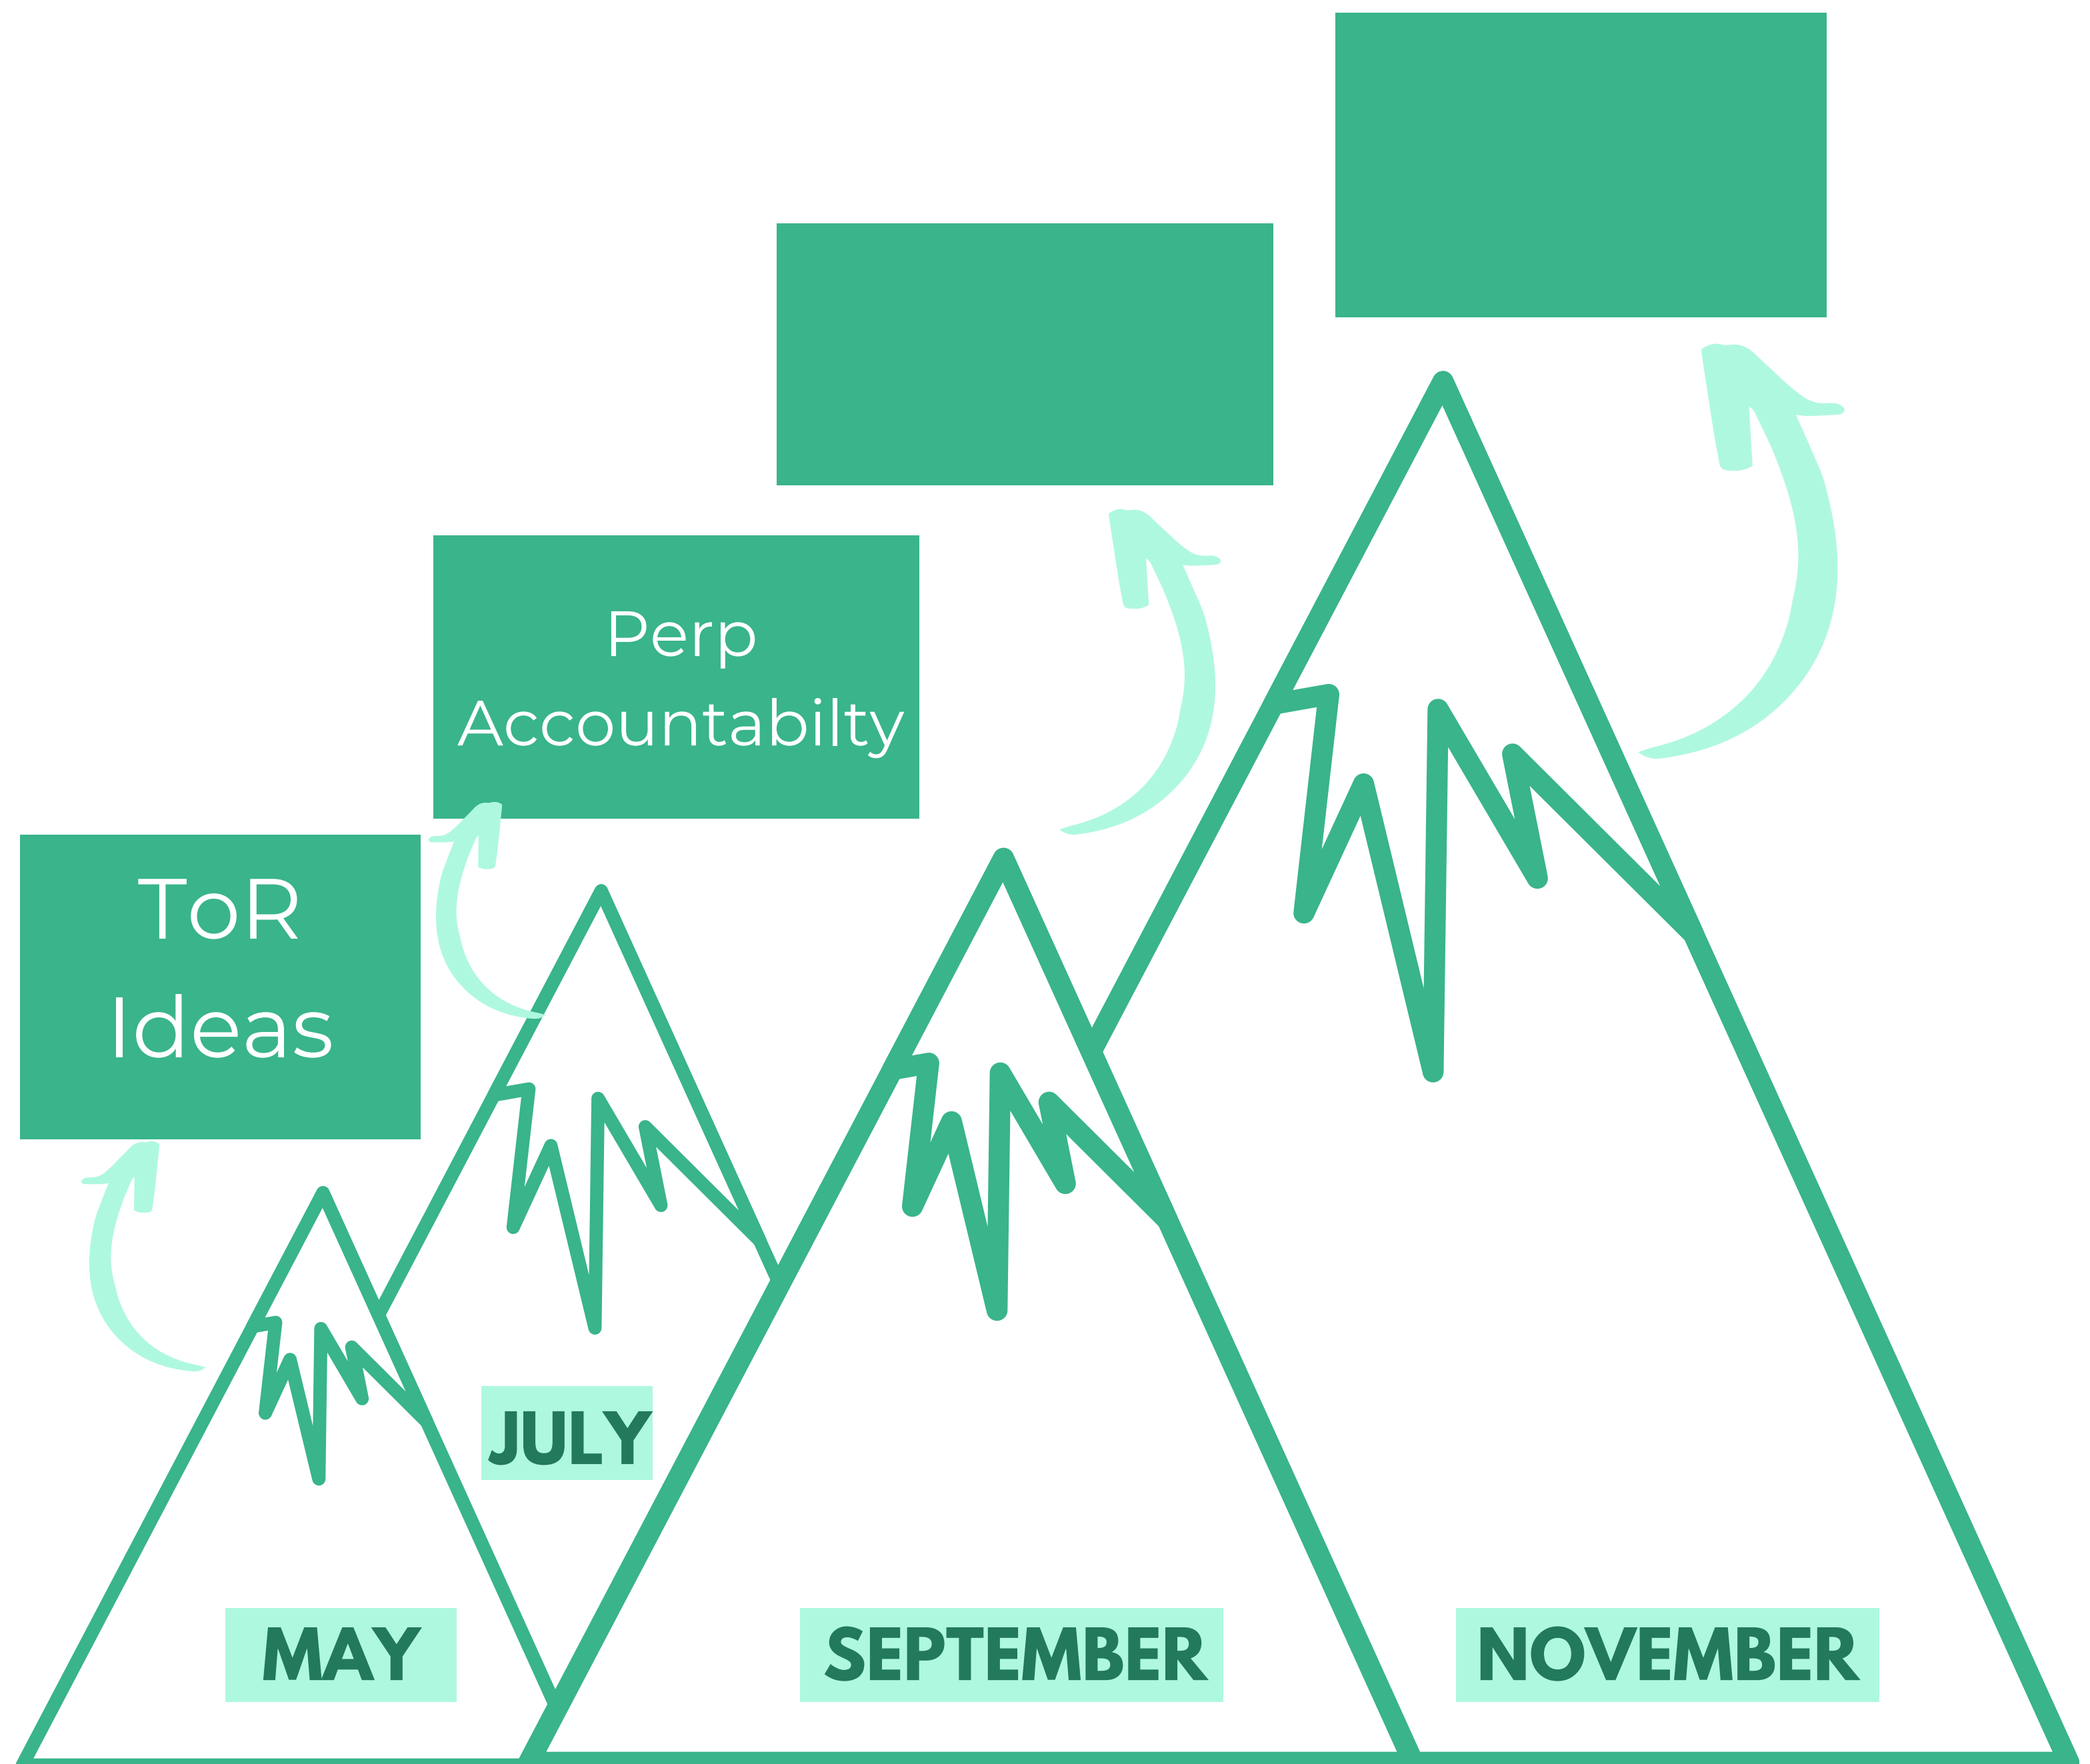 Perp
Accountabilty
ToR
Ideas
JULY
MAY
SEPTEMBER
NOVEMBER